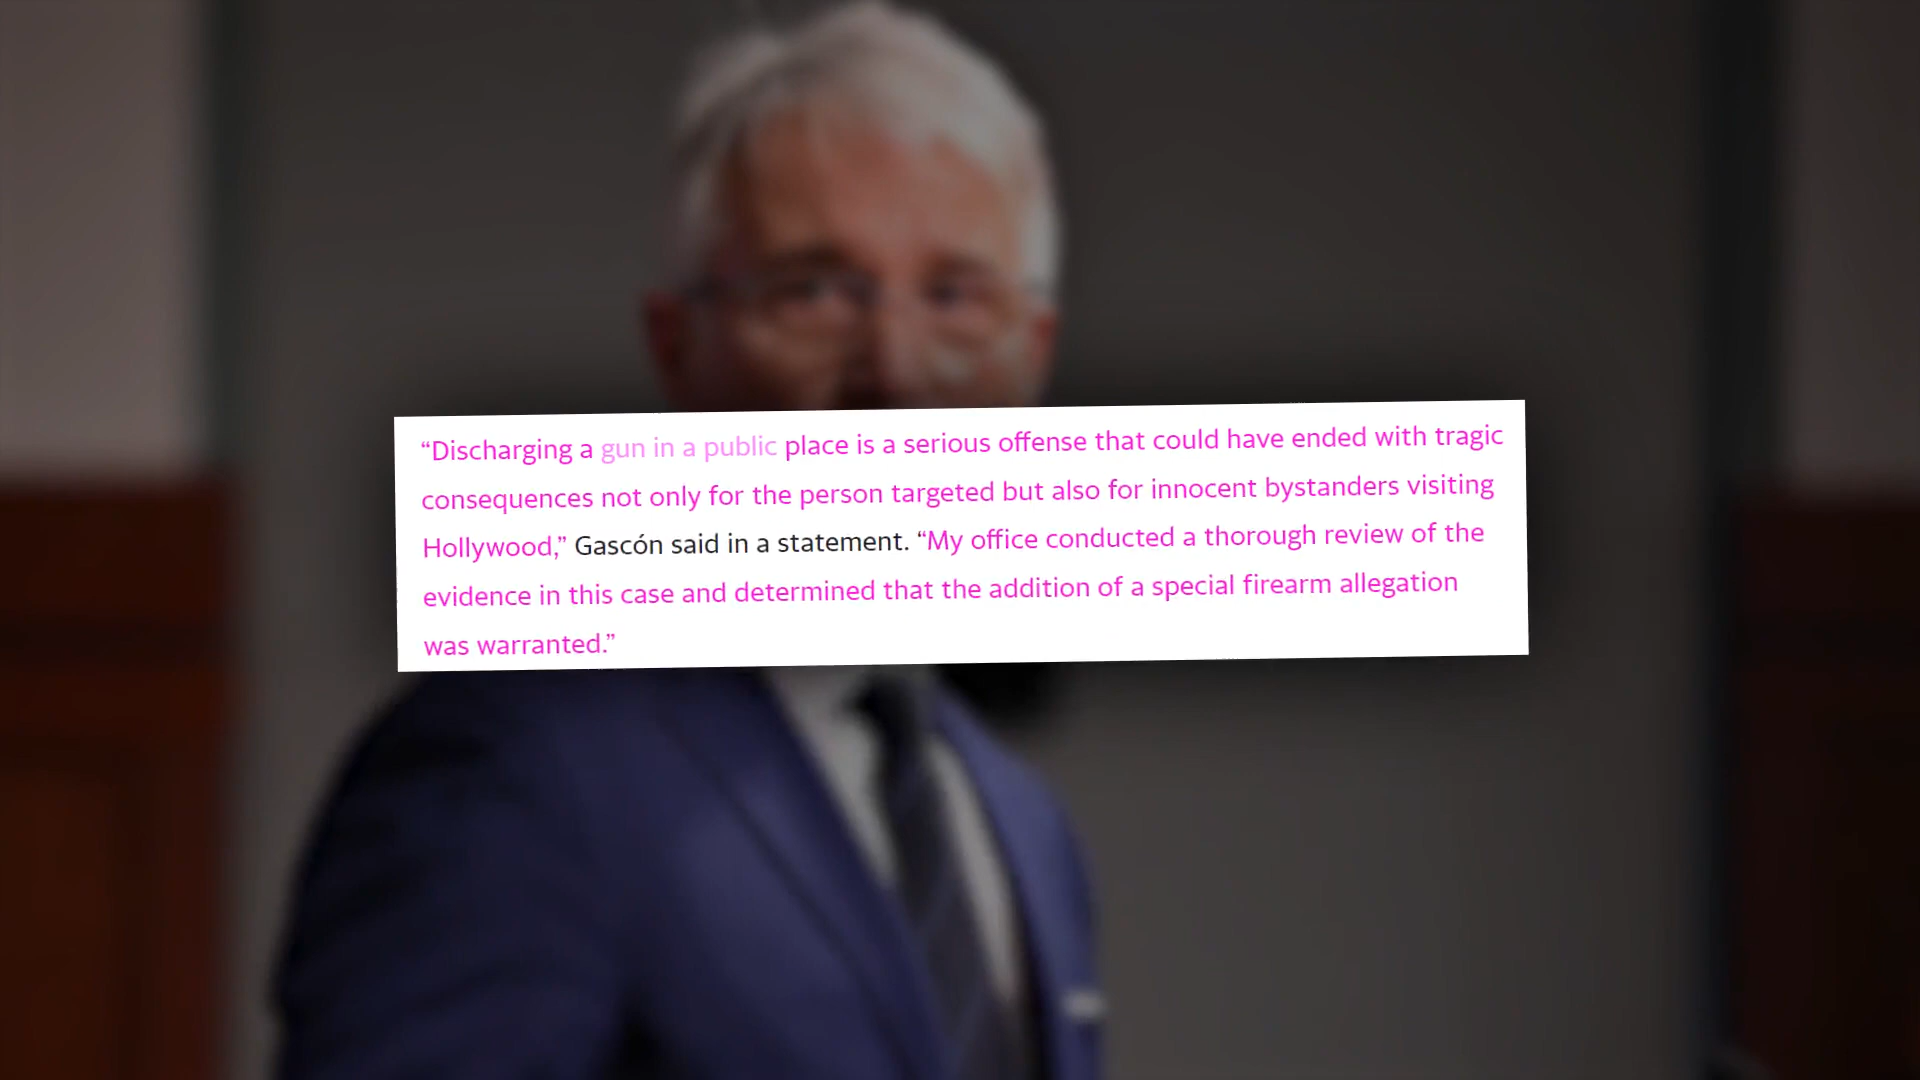 “Discharging a gun in a public place is a serious offense that could have ended with tragic
consequences not only for the person targeted but also for innocent bystanders visiting
Hollywood,” Gascón said in a statement. “My office conducted a thorough review of the
evidence in this case and determined that the addition of a special firearm allegation
was warranted.”